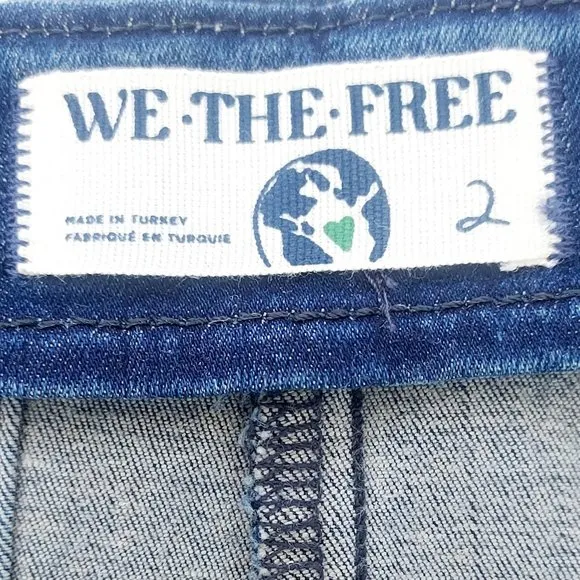 WE·THE·FREE
MADE IN TURKEY
FABRIQUÉ EN TURQUIE
2